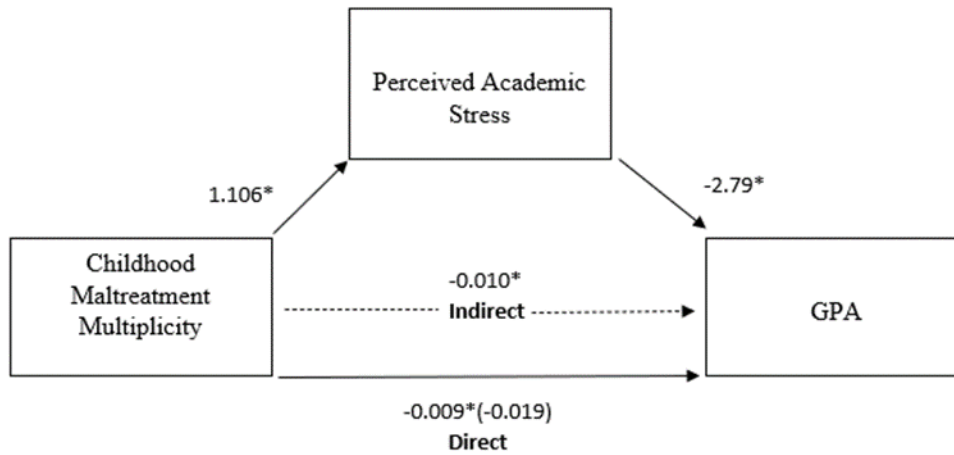 Perceived Academic
Stress
1.106*
-2.79*
Childhood
Maltreatment
Multiplicity
-0.010*
Indirect
GPA
-0.009*(-0.019)
Direct